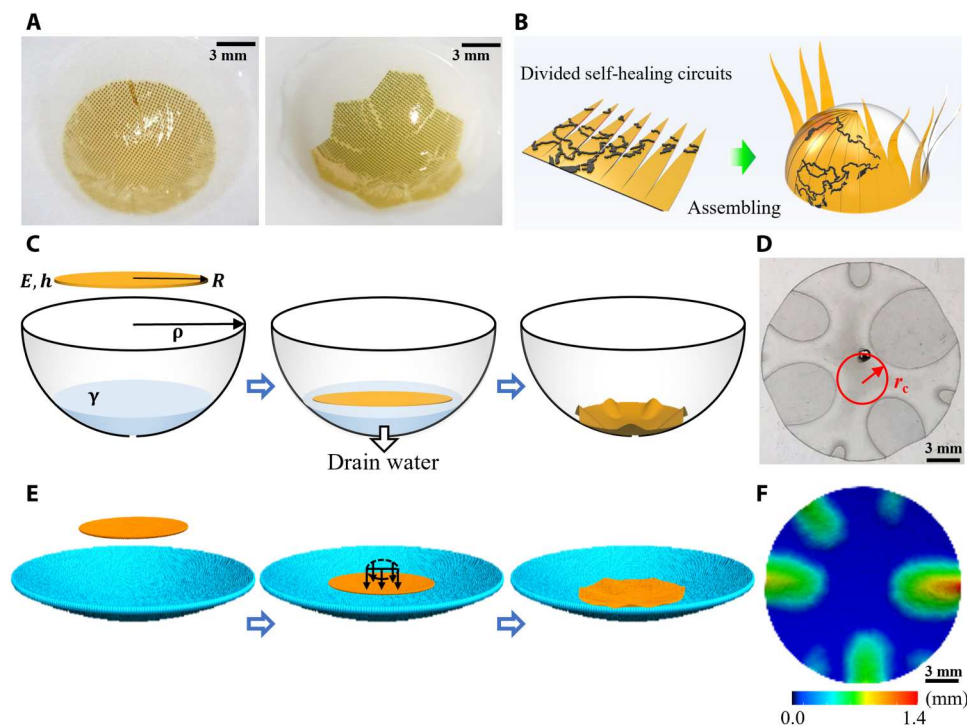 A
3 mm
3 mm
B
Divided self-healing circuits
Assembling
C
E, h
R
ρ
γ
Drain water
D
r_c
3 mm
E
F
3 mm
(mm)
0.0
1.4